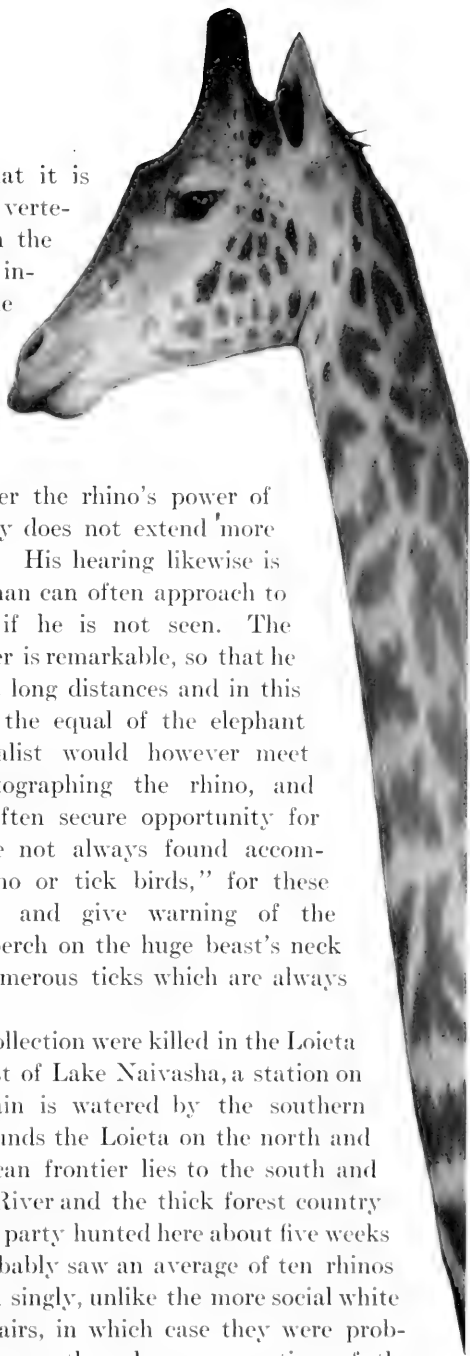 at it is
verte-
the
in-
e
er the rhino's power of
y does not extend more
His hearing likewise is
nan can often approach to
if he is not seen. The
er is remarkable, so that he
long distances and in this
the equal of the elephant
alist would however meet
tographing the rhino, and
ften secure opportunity for
e not always found accom-
no or tick birds," for these
and give warning of the
perch on the huge beast's neck
merous ticks which are always
ollection were killed in the Loieta
st of Lake Naivasha, a station on
ain is watered by the southern
unds the Loieta on the north and
can frontier lies to the south and
River and the thick forest country
party hunted here about five weeks
bably saw an average of ten rhinos
singly, unlike the more social white
airs, in which case they were prob-